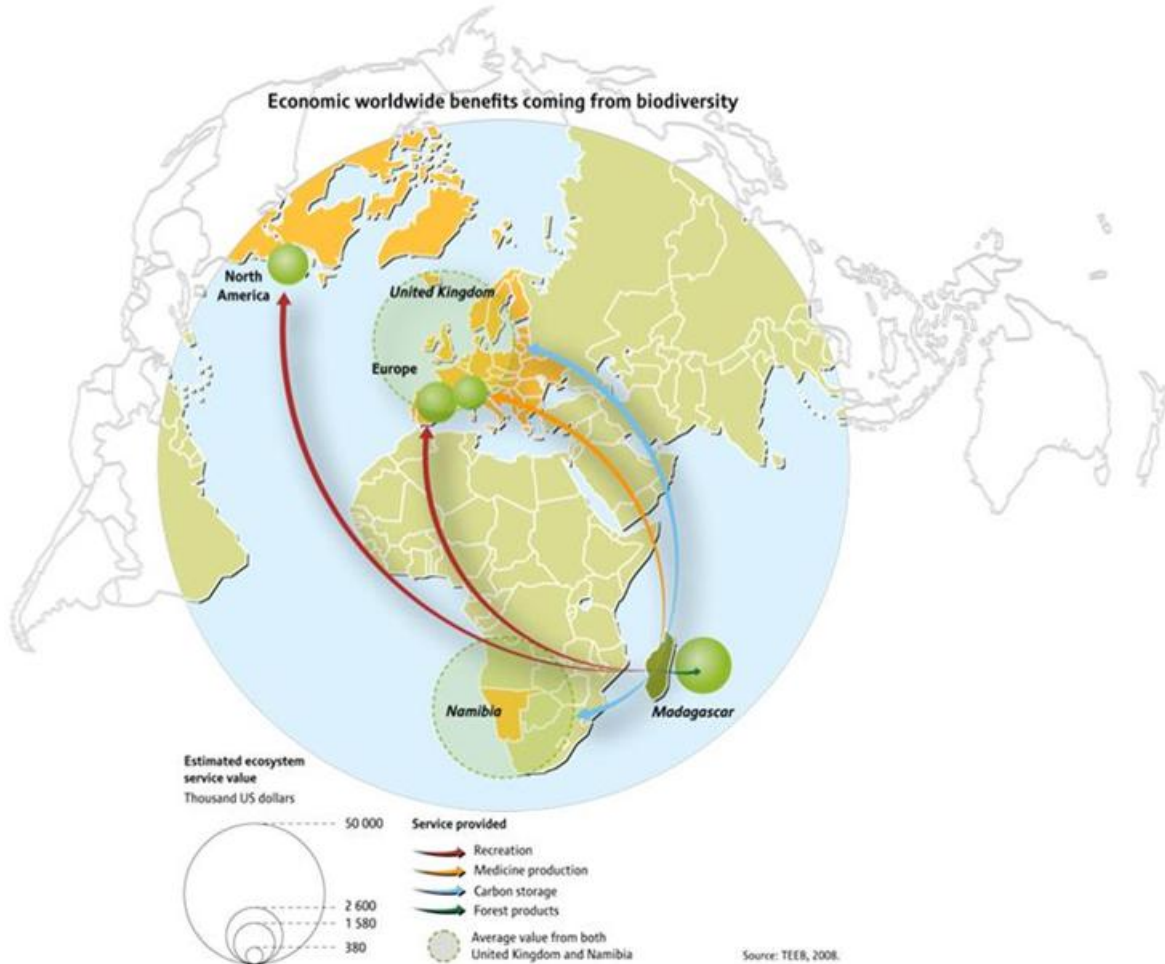 Economic worldwide benefits coming from biodiversity
North
America
United Kingdom
Europe
Namibia
Madagascar
Estimated ecosystem
service value
Thousand US dollars
50 000
2 600
1 580
380
Service provided
Recreation
Medicine production
Carbon storage
Forest products
Average value from both
United Kingdom and Namibia
Source: TEEB, 2008.